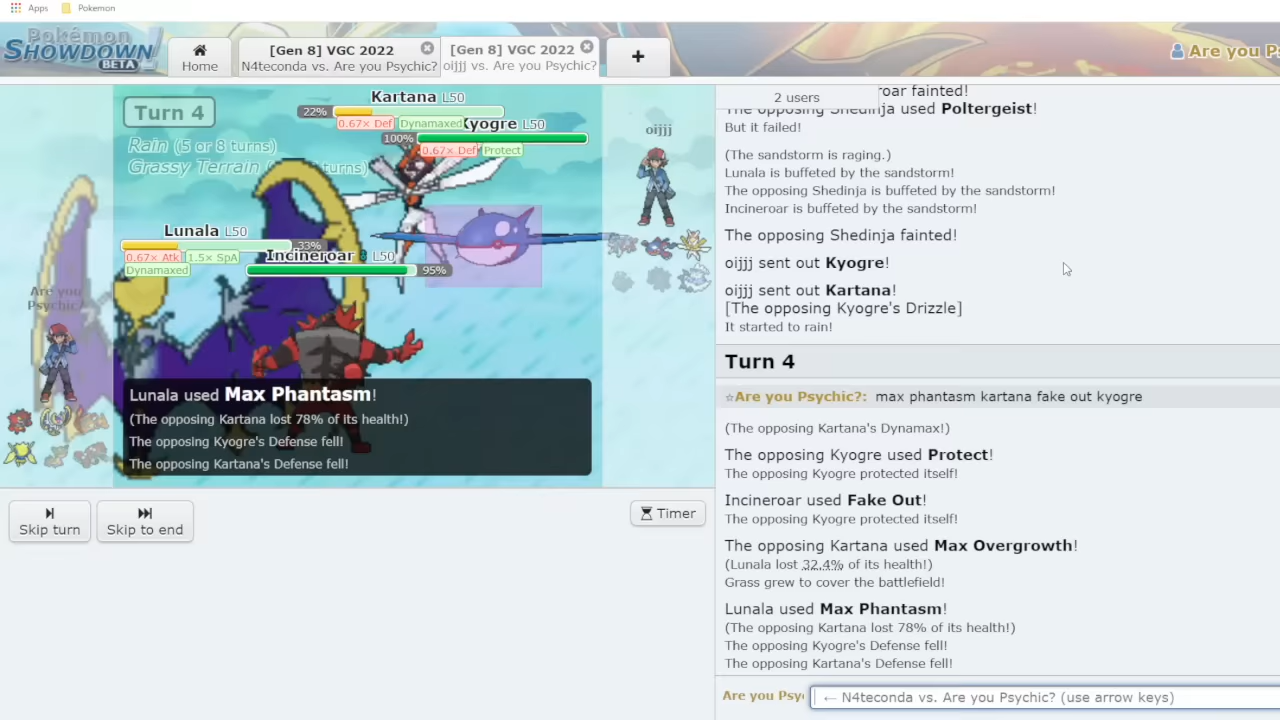 Apps Pokemon
Pokémon
SHOWDOWN
BETA
Home
[Gen 8] VGC 2022
N4teconda vs. Are you Psychic?
[Gen 8] VGC 2022
oijjj vs. Are you Psychic?
+
Are you P
Turn 4
Rain (5 or 8 turns)
Grassy Terrain turns)
Kartana L50
22%
0.67× Def Dynamaxed
Kyogre L50
100%
0.67× Def Protect
oijjj
Lunala L50
33%
0.67× Atk 1.5× SpA
Dynamaxed
Incineroar L50
95%
Are you
Psychic?
Lunala used Max Phantasm!
(The opposing Kartana lost 78% of its health!)
The opposing Kyogre's Defense fell!
The opposing Kartana's Defense fell!
Skip turn
Skip to end
Timer
2 users
roar fainted!
The opposing Shedinja used Poltergeist!
But it failed!
(The sandstorm is raging.)
Lunala is buffeted by the sandstorm!
The opposing Shedinja is buffeted by the sandstorm!
Incineroar is buffeted by the sandstorm!
The opposing Shedinja fainted!
oijjj sent out Kyogre!
oijjj sent out Kartana!
[The opposing Kyogre's Drizzle]
It started to rain!
Turn 4
☆Are you Psychic?: max phantasm kartana fake out kyogre
(The opposing Kartana's Dynamax!)
The opposing Kyogre used Protect!
The opposing Kyogre protected itself!
Incineroar used Fake Out!
The opposing Kyogre protected itself!
The opposing Kartana used Max Overgrowth!
(Lunala lost 32.4% of its health!)
Grass grew to cover the battlefield!
Lunala used Max Phantasm!
(The opposing Kartana lost 78% of its health!)
The opposing Kyogre's Defense fell!
The opposing Kartana's Defense fell!
Are you Psy
← N4teconda vs. Are you Psychic? (use arrow keys)